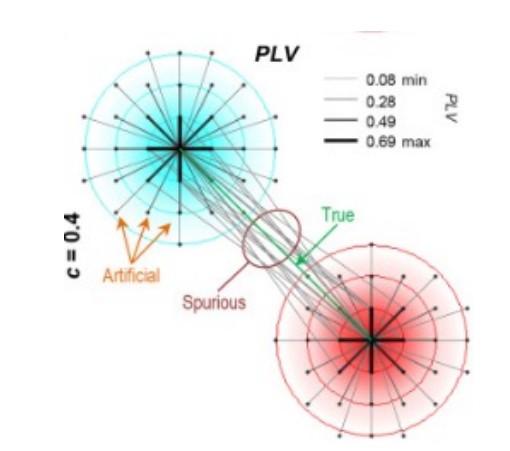 PLV
0.08 min
0.28
0.49
0.69 max
PLV
c = 0.4
True
Artificial
Spurious